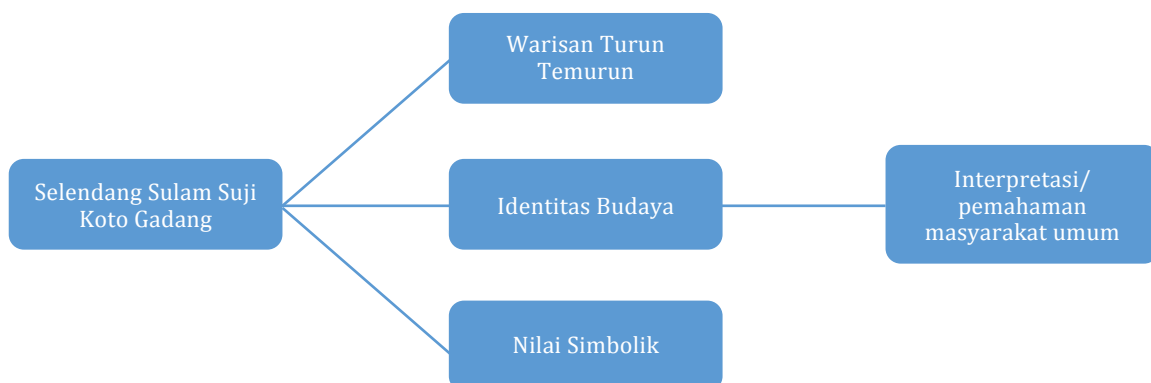 Warisan Turun
Temurun
Selendang Sulam Suji
Koto Gadang
Identitas Budaya
Interpretasi/
pemahaman
masyarakat umum
Nilai Simbolik